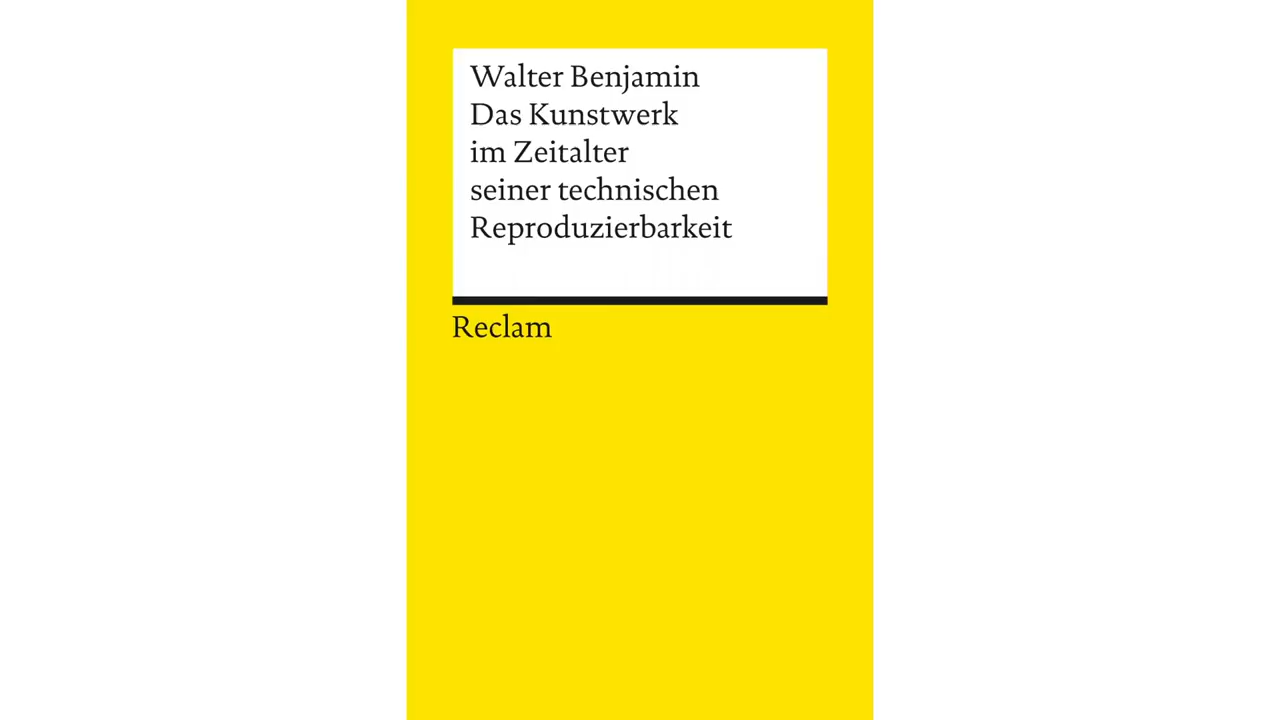 Walter Benjamin
Das Kunstwerk
im Zeitalter
seiner technischen
Reproduzierbarkeit
Reclam